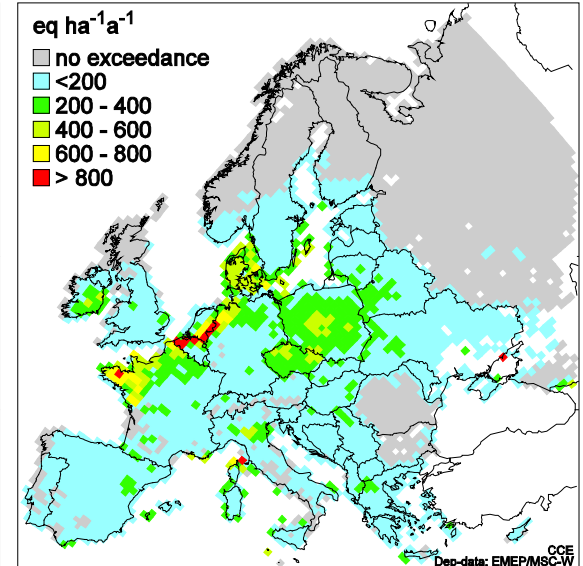 eq ha⁻¹a⁻¹
no exceedance
<200
200 - 400
400 - 600
600 - 800
> 800
CCE
Dep-data: EMEP/MSC-W